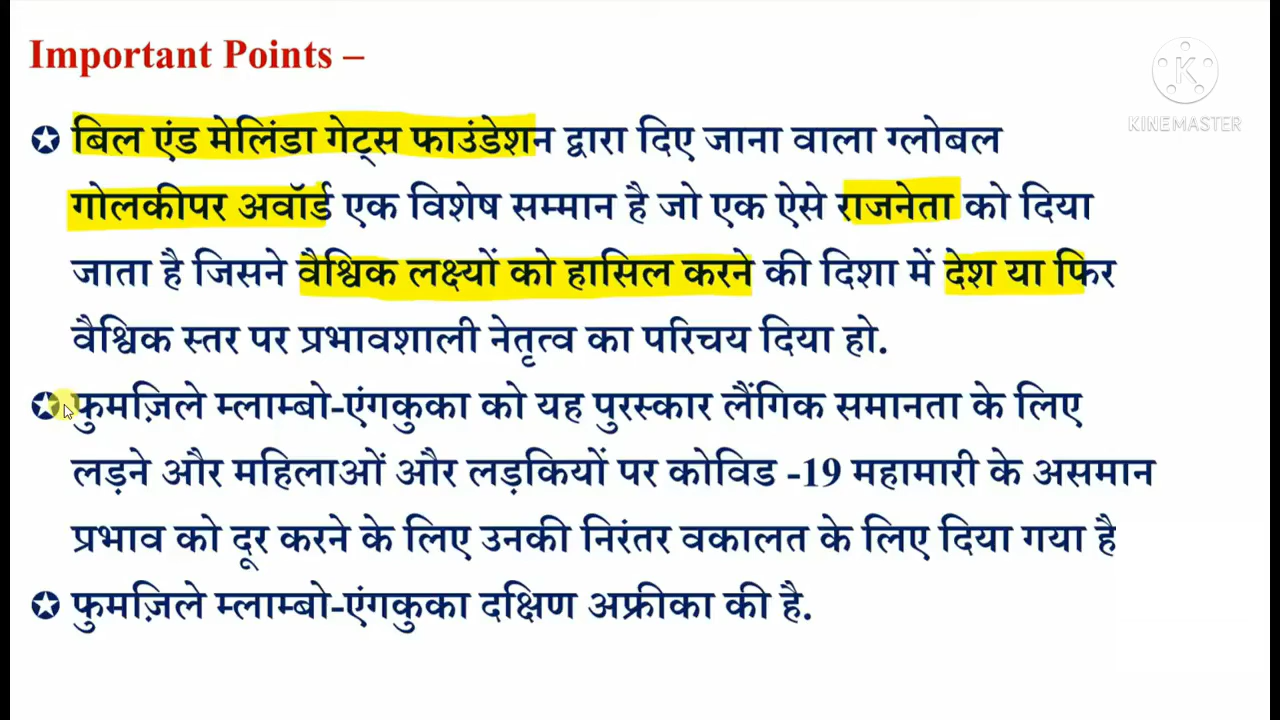 Important Points –
K
KINEMASTER
✪ बिल एंड मेलिंडा गेट्स फाउंडेशन द्वारा दिए जाना वाला ग्लोबल
गोलकीपर अवॉर्ड एक विशेष सम्मान है जो एक ऐसे राजनेता को दिया
जाता है जिसने वैश्विक लक्ष्यों को हासिल करने की दिशा में देश या फिर
वैश्विक स्तर पर प्रभावशाली नेतृत्व का परिचय दिया हो.
✪ फुमज़िले म्लाम्बो-एंगकुका को यह पुरस्कार लैंगिक समानता के लिए
लड़ने और महिलाओं और लड़कियों पर कोविड -19 महामारी के असमान
प्रभाव को दूर करने के लिए उनकी निरंतर वकालत के लिए दिया गया है
✪ फुमज़िले म्लाम्बो-एंगकुका दक्षिण अफ्रीका की है.